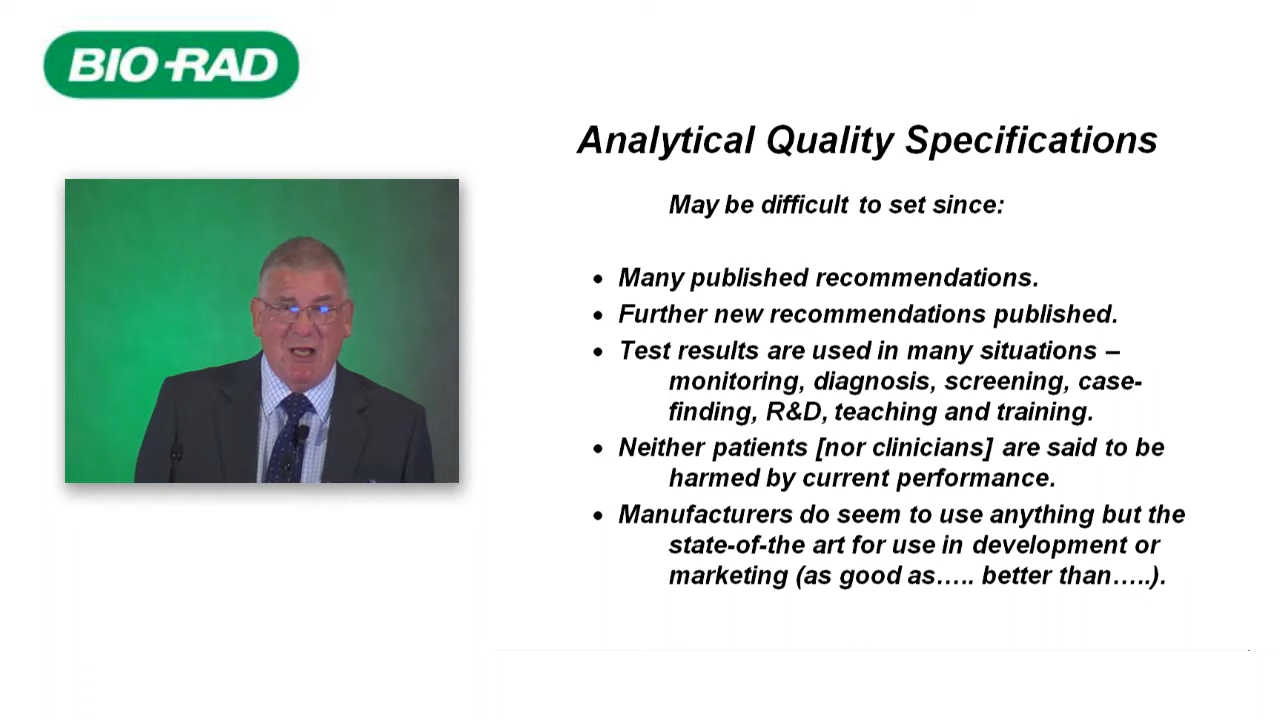 BIO-RAD
Analytical Quality Specifications
May be difficult to set since:
• Many published recommendations.
• Further new recommendations published.
• Test results are used in many situations –
monitoring, diagnosis, screening, case-
finding, R&D, teaching and training.
• Neither patients [nor clinicians] are said to be
harmed by current performance.
• Manufacturers do seem to use anything but the
state-of-the art for use in development or
marketing (as good as….. better than…..).